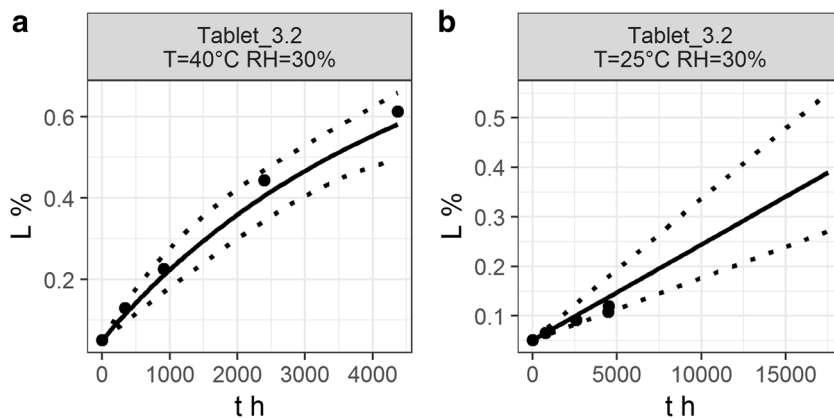 a
Tablet_3.2
T=40°C RH=30%
L %
0.6
0.4
0.2
0
1000
2000
3000
4000
t h
b
Tablet_3.2
T=25°C RH=30%
L %
0.5
0.4
0.3
0.2
0.1
0
5000
10000
15000
t h